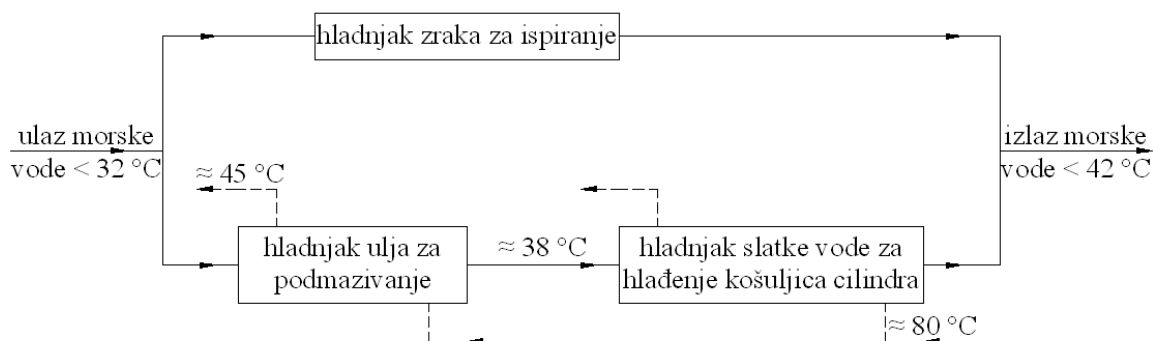 hladnjak zraka za ispiranje
ulaz morske
vode < 32 °C
izlaz morske
vode < 42 °C
≈ 45 °C
hladnjak ulja za
podmazivanje
≈ 38 °C
hladnjak slatke vode za
hlađenje košuljica cilindra
≈ 80 °C